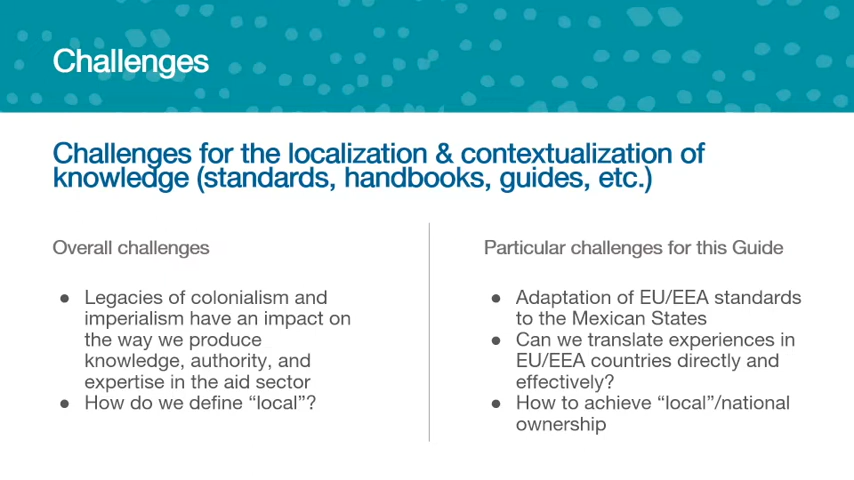 Challenges
Challenges for the localization & contextualization of
knowledge (standards, handbooks, guides, etc.)
Overall challenges
● Legacies of colonialism and
imperialism have an impact on
the way we produce
knowledge, authority, and
expertise in the aid sector
● How do we define “local”?
Particular challenges for this Guide
● Adaptation of EU/EEA standards
to the Mexican States
● Can we translate experiences in
EU/EEA countries directly and
effectively?
● How to achieve “local”/national
ownership